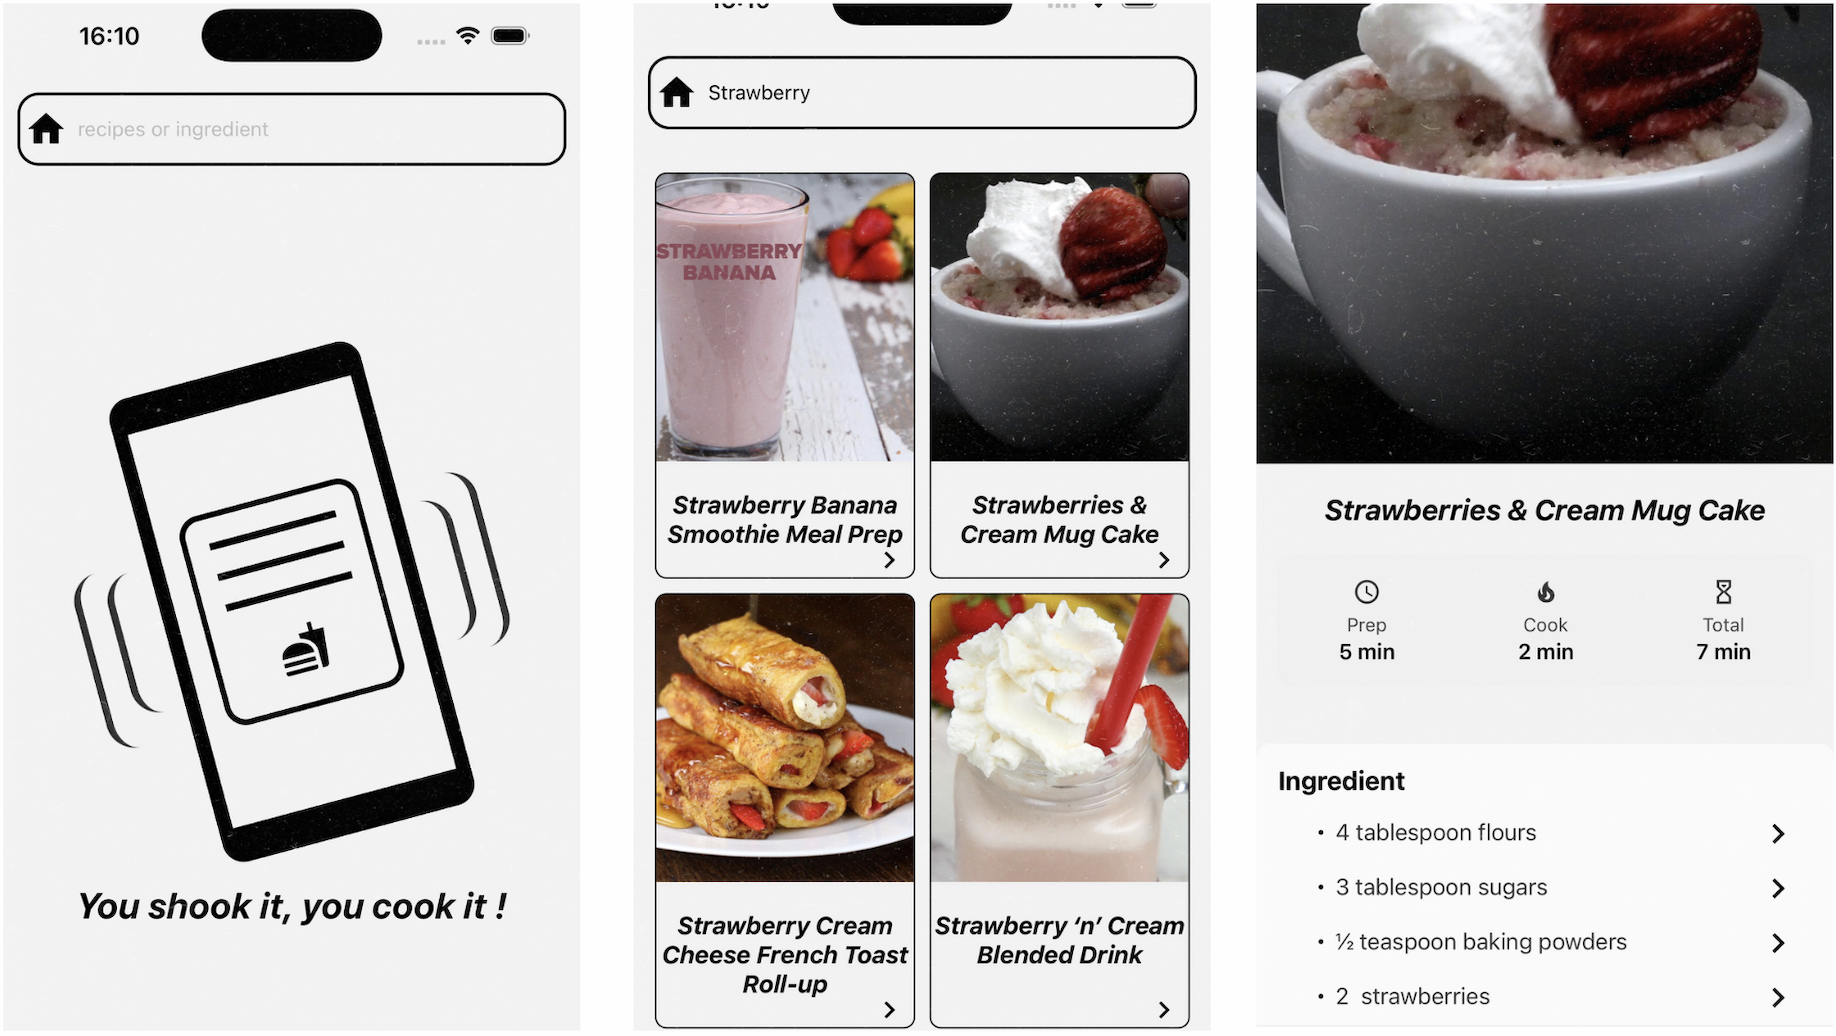 16:10
recipes or ingredient
You shook it, you cook it !
16:10
Strawberry
STRAWBERRY
BANANA
Strawberry Banana
Smoothie Meal Prep
Strawberries &
Cream Mug Cake
Strawberry Cream
Cheese French Toast
Roll-up
Strawberry ‘n’ Cream
Blended Drink
Strawberries & Cream Mug Cake
Prep
5 min
Cook
2 min
Total
7 min
Ingredient
• 4 tablespoon flours
• 3 tablespoon sugars
• ½ teaspoon baking powders
• 2  strawberries